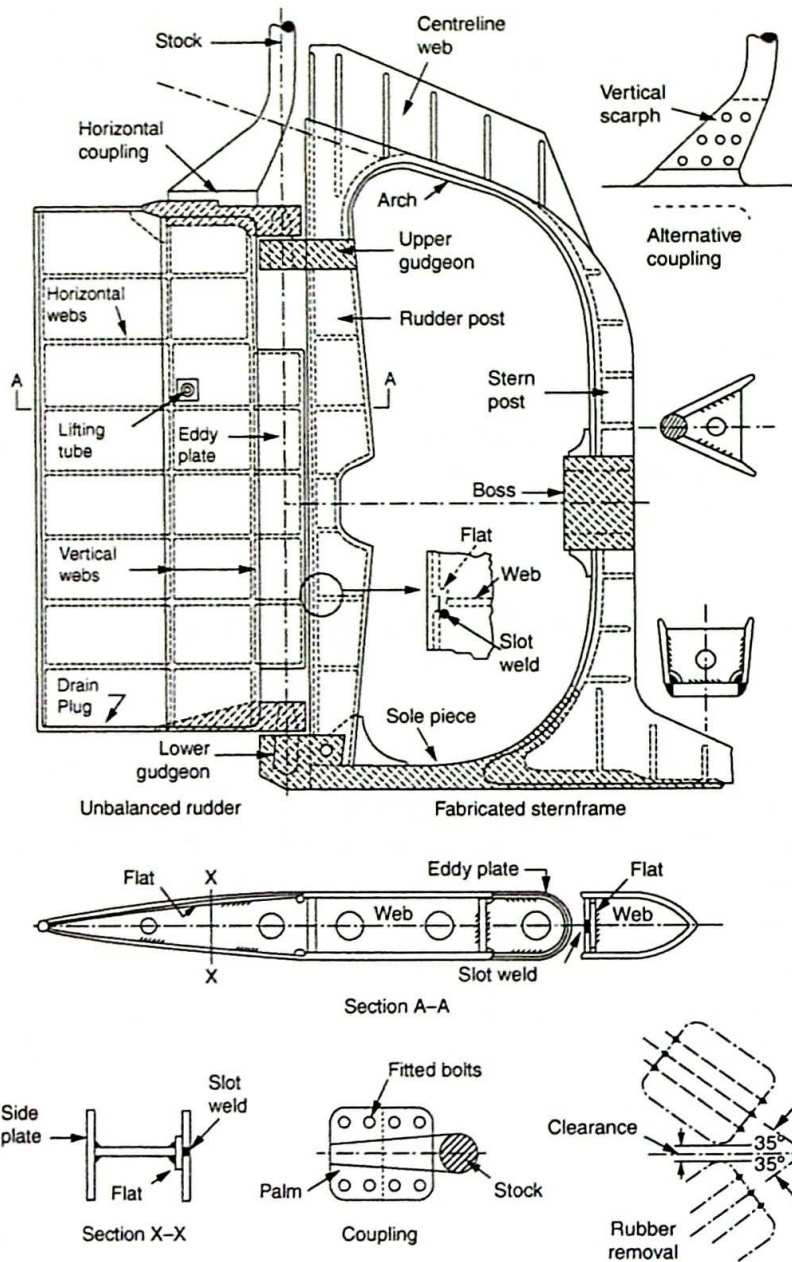 Stock
Centreline
web
Vertical
scarph
Horizontal
coupling
Arch
Alternative
coupling
Upper
gudgeon
Horizontal
webs
Rudder post
A
A
Stern
post
Lifting
tube
Eddy
plate
Boss
Flat
Web
Vertical
webs
Slot
weld
Drain
Plug
Sole piece
Lower
gudgeon
Unbalanced rudder
Fabricated sternframe
Flat
X
Eddy plate
Flat
Web
Web
X
Slot weld
Section A–A
Side
plate
Slot
weld
Flat
Section X–X
Fitted bolts
Palm
Stock
Coupling
Clearance
35°
35°
Rubber
removal